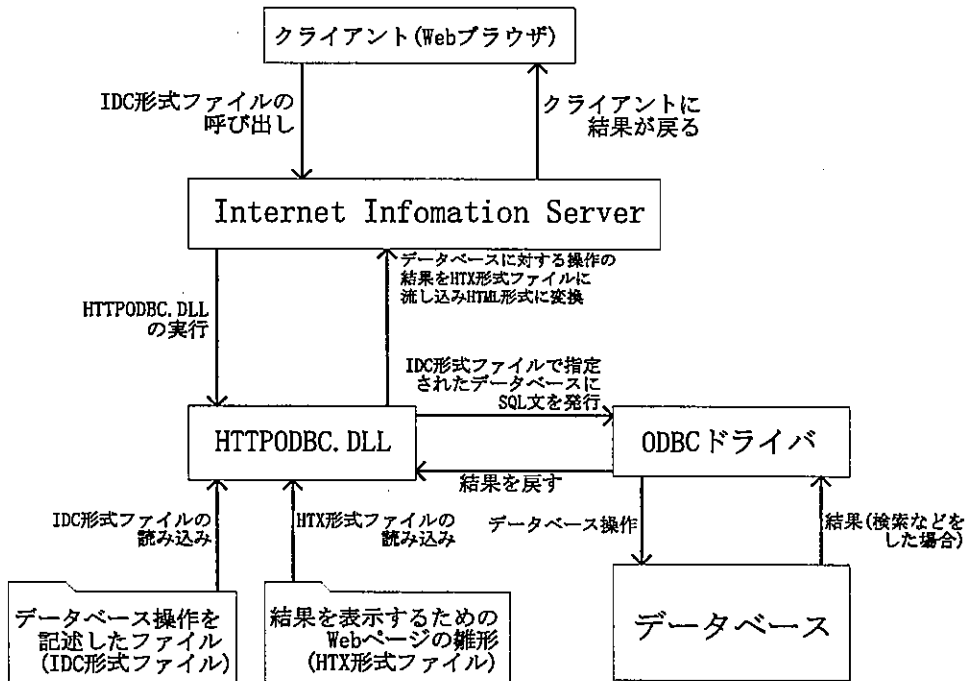 クライアント(Webブラウザ)
IDC形式ファイルの
呼び出し
クライアントに
結果が戻る
Internet Infomation Server
データベースに対する操作の
結果をHTX形式ファイルに
流し込みHTML形式に変換
HTTPODBC.DLL
の実行
IDC形式ファイルで指定
されたデータベースに
SQL文を発行
HTTPODBC.DLL
ODBCドライバ
結果を戻す
IDC形式ファイルの
読み込み
HTX形式ファイルの
読み込み
データベース操作
結果(検索などを
した場合)
データベース操作を
記述したファイル
(IDC形式ファイル)
結果を表示するための
Webページの雛形
(HTX形式ファイル)
データベース